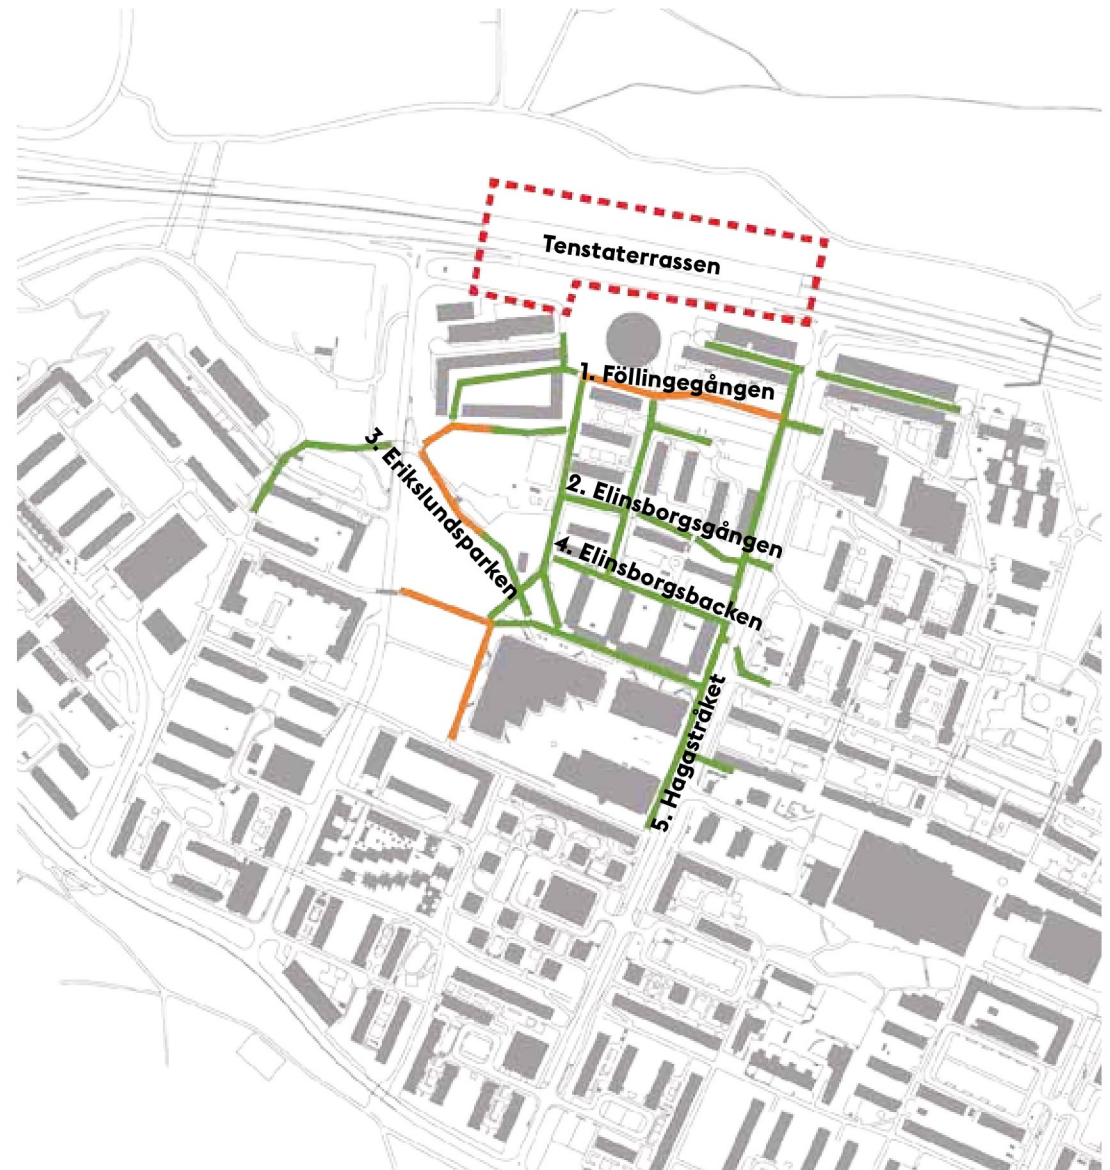 Tenstaterrassen
1. Föllingegången
3. Erikslundsparken
2. Elinsborgsgången
4. Elinsborgsbacken
5. Hagastråket